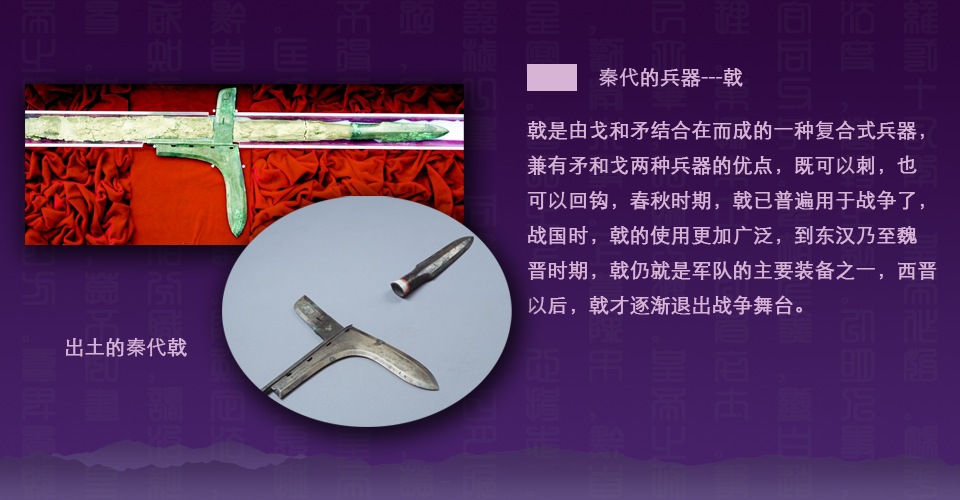 秦代的兵器---戟
戟是由戈和矛结合在而成的一种复合式兵器，
兼有矛和戈两种兵器的优点，既可以刺，也
可以回钩，春秋时期，戟已普遍用于战争了，
战国时，戟的使用更加广泛，到东汉乃至魏
晋时期，戟仍就是军队的主要装备之一，西晋
以后，戟才逐渐退出战争舞台。
出土的秦代戟